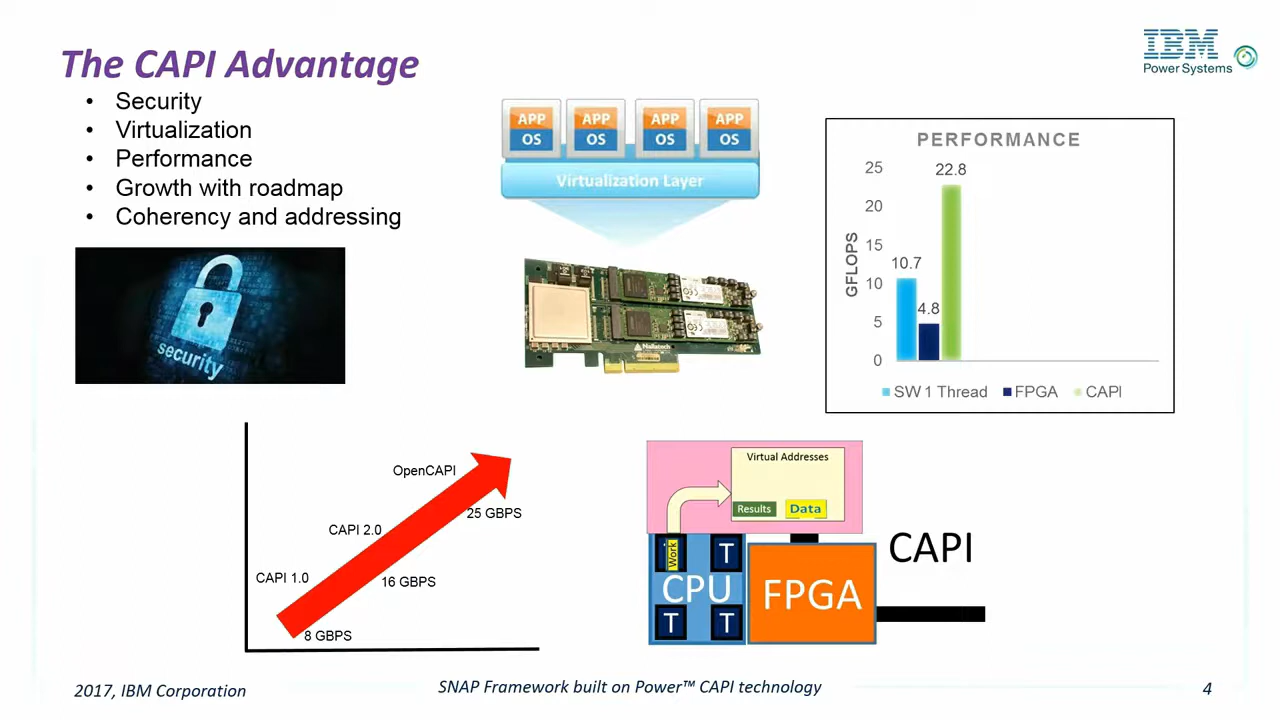 The CAPI Advantage
IBM
Power Systems
• Security
• Virtualization
• Performance
• Growth with roadmap
• Coherency and addressing
security
APP APP APP APP
OS OS OS OS
Virtualization Layer
Nallatech
PERFORMANCE
GFLOPS
25
20
15
10
5
0
10.7
4.8
22.8
SW 1 Thread FPGA CAPI
OpenCAPI
25 GBPS
CAPI 2.0
16 GBPS
CAPI 1.0
8 GBPS
Virtual Addresses
Results Data
Work T
CPU
T T
FPGA
CAPI
2017, IBM Corporation
SNAP Framework built on Power™ CAPI technology
4